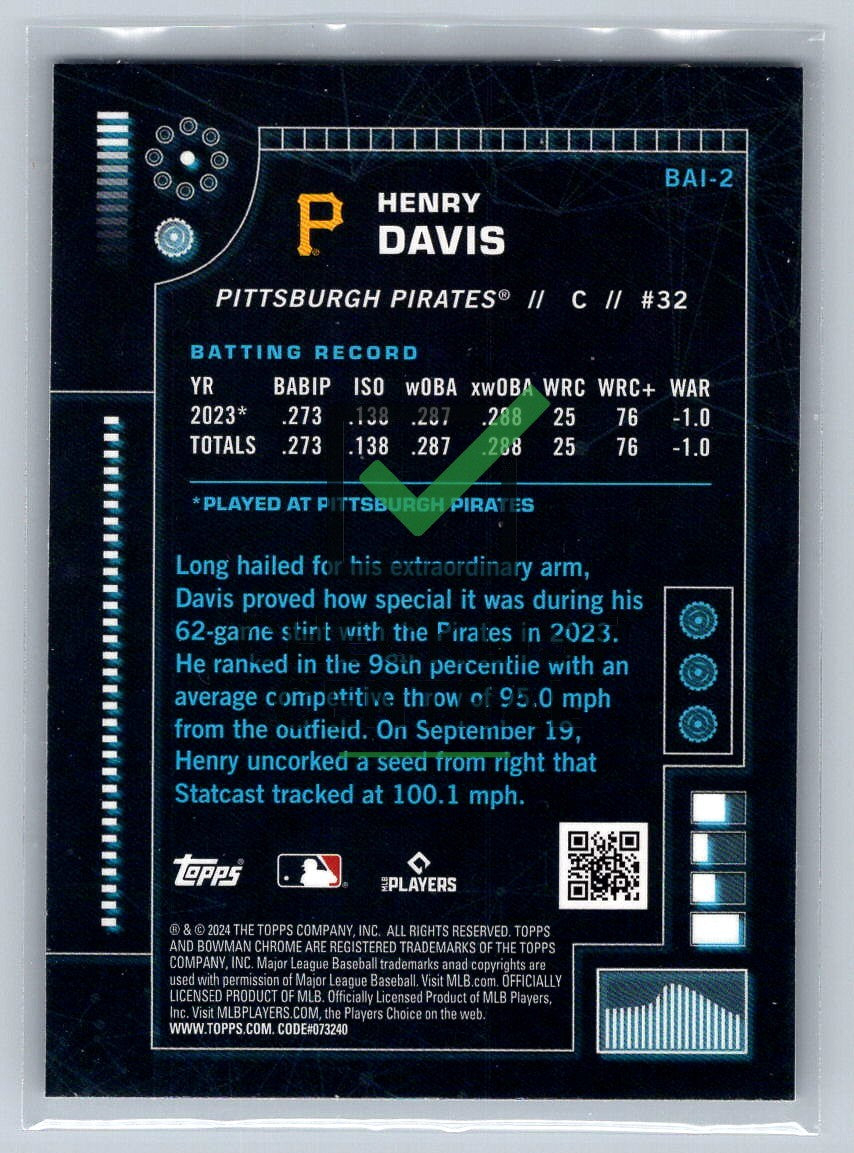 BAI-2
P
HENRY
DAVIS
PITTSBURGH PIRATES® // C // #32
BATTING RECORD
YR BABIP ISO wOBA xwOBA WRC WRC+ WAR
2023* .273 .138 .287 .288 25 76 -1.0
TOTALS .273 .138 .287 .288 25 76 -1.0
*PLAYED AT PITTSBURGH PIRATES
Long hailed for his extraordinary arm,
Davis proved how special it was during his
62-game stint with the Pirates in 2023.
He ranked in the 98th percentile with an
average competitive throw of 95.0 mph
from the outfield. On September 19,
Henry uncorked a seed from right that
Statcast tracked at 100.1 mph.
Topps® ® MLB PLAYERS
® & © 2024 THE TOPPS COMPANY, INC. ALL RIGHTS RESERVED. TOPPS
AND BOWMAN CHROME ARE REGISTERED TRADEMARKS OF THE TOPPS
COMPANY, INC. Major League Baseball trademarks anad copyrights are
used with permission of Major League Baseball. Visit MLB.com. OFFICIALLY
LICENSED PRODUCT OF MLB. Officially Licensed Product of MLB Players,
Inc. Visit MLBPLAYERS.COM, the Players Choice on the web.
WWW.TOPPS.COM. CODE#073240